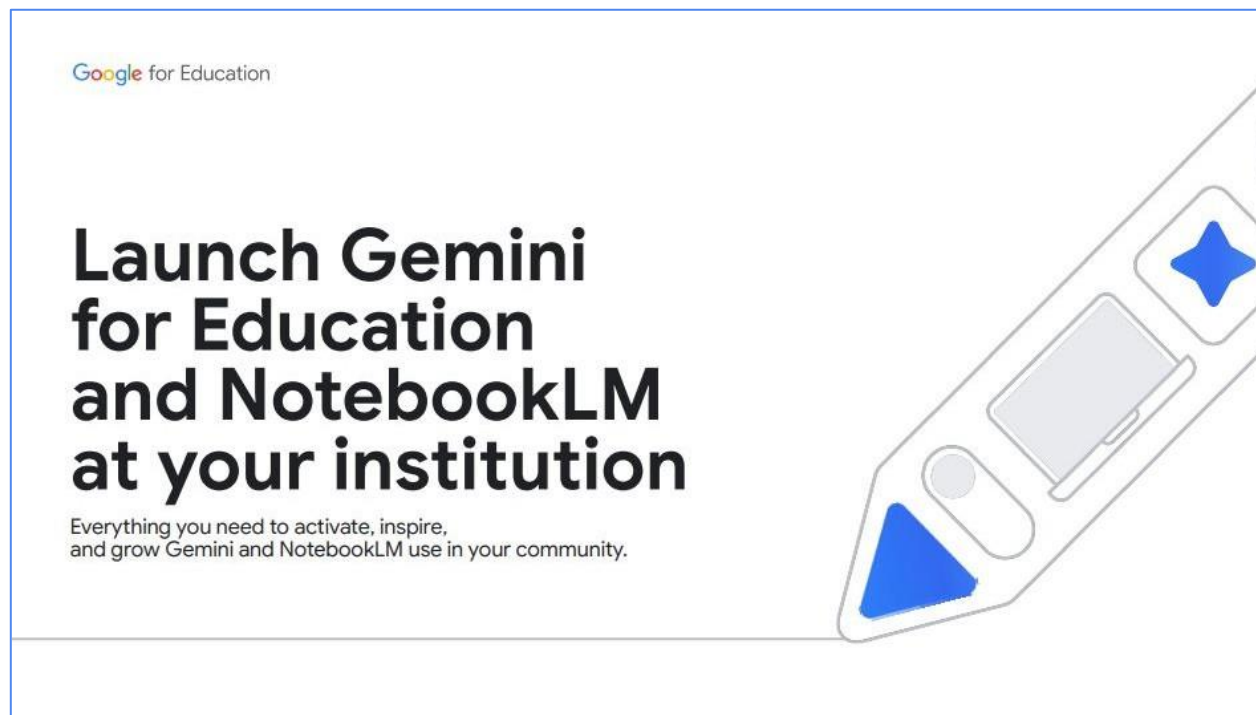 Google for Education
Launch Gemini
for Education
and NotebookLM
at your institution
Everything you need to activate, inspire,
and grow Gemini and NotebookLM use in your community.